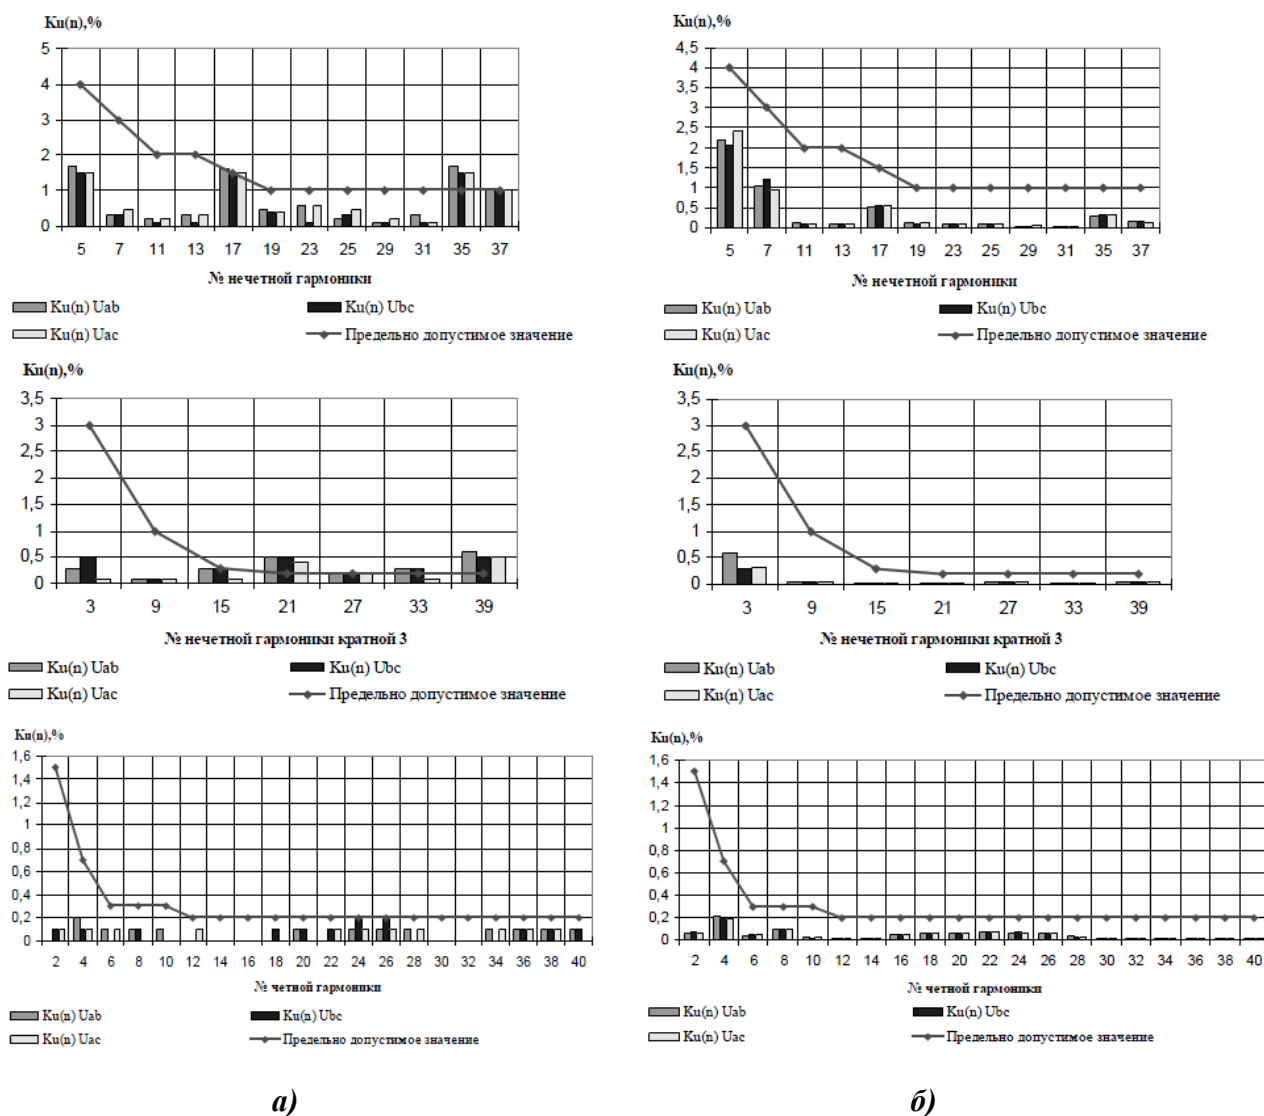 Ku(n),%
5
4
3
2
1
0
5 7 11 13 17 19 23 25 29 31 35 37
№ нечетной гармоники
Ku(n) Uab
Ku(n) Ubc
Ku(n) Uac
Предельно допустимое значение
Ku(n),%
4,5
4
3,5
3
2,5
2
1,5
1
0,5
0
5 7 11 13 17 19 23 25 29 31 35 37
№ нечетной гармоники
Ku(n) Uab
Ku(n) Ubc
Ku(n) Uac
Предельно допустимое значение
Ku(n),%
3,5
3
2,5
2
1,5
1
0,5
0
3 9 15 21 27 33 39
№ нечетной гармоники кратной 3
Ku(n) Uab
Ku(n) Ubc
Ku(n) Uac
Предельно допустимое значение
Ku(n),%
3,5
3
2,5
2
1,5
1
0,5
0
3 9 15 21 27 33 39
№ нечетной гармоники кратной 3
Ku(n) Uab
Ku(n) Ubc
Ku(n) Uac
Предельно допустимое значение
Ku(n),%
1,6
1,4
1,2
1
0,8
0,6
0,4
0,2
0
2 4 6 8 10 12 14 16 18 20 22 24 26 28 30 32 34 36 38 40
№ четной гармоники
Ku(n) Uab
Ku(n) Ubc
Ku(n) Uac
Предельно допустимое значение
Ku(n),%
1,6
1,4
1,2
1
0,8
0,6
0,4
0,2
0
2 4 6 8 10 12 14 16 18 20 22 24 26 28 30 32 34 36 38 40
№ четной гармоники
Ku(n) Uab
Ku(n) Ubc
Ku(n) Uac
Предельно допустимое значение
а)
б)